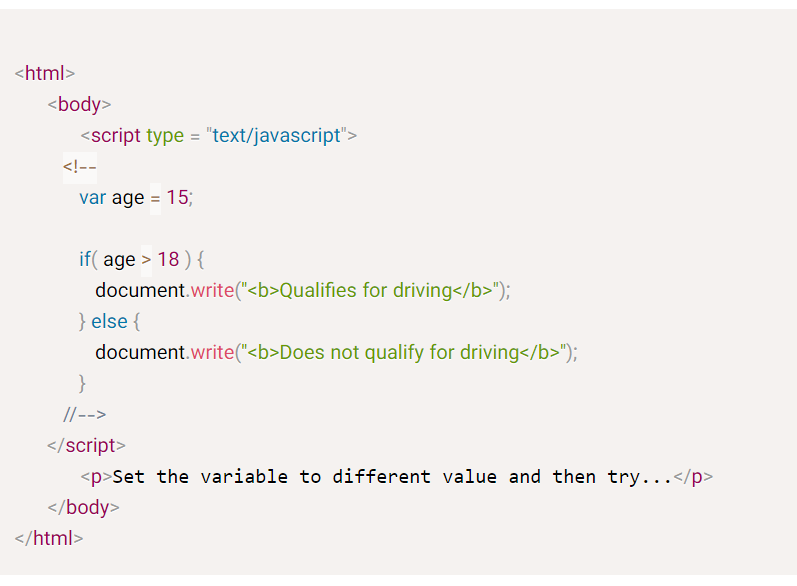 <html>
<body>
<script type = "text/javascript">
<!--
var age = 15;
if( age > 18 ) {
document.write("<b>Qualifies for driving</b>");
} else {
document.write("<b>Does not qualify for driving</b>");
}
//-->
</script>
<p>Set the variable to different value and then try...</p>
</body>
</html>